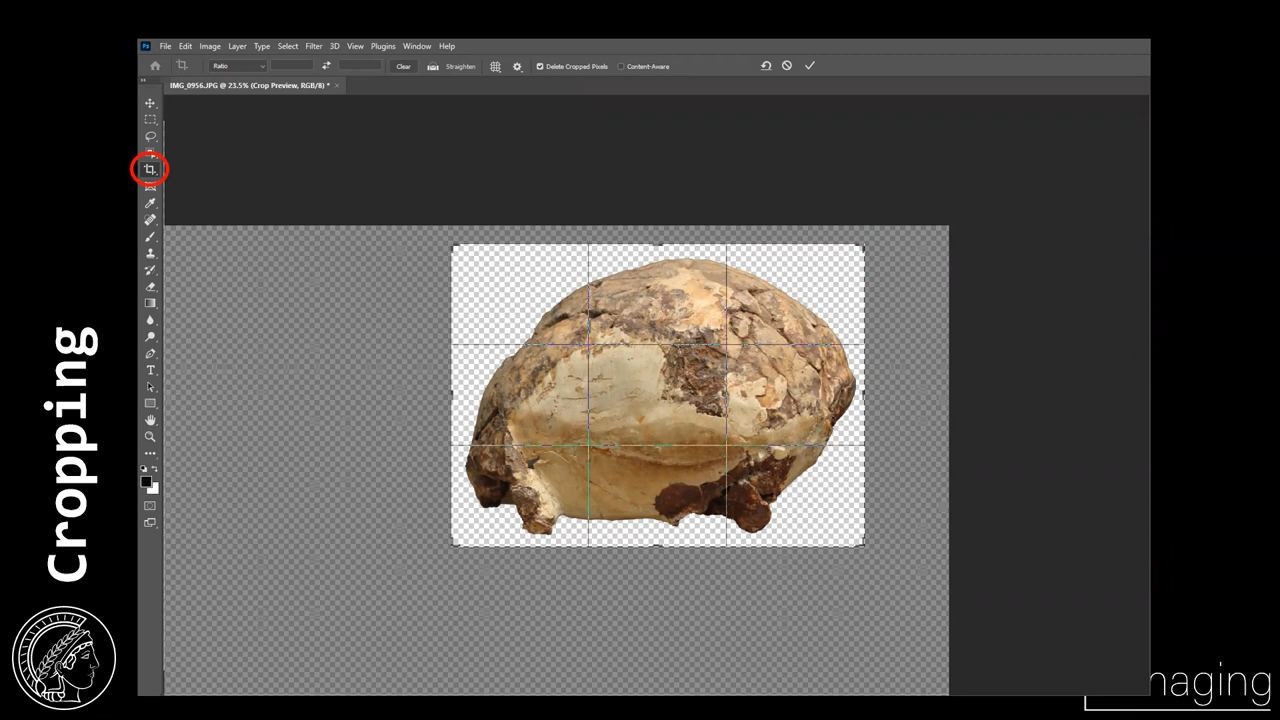 Ps File Edit Image Layer Type Select Filter 3D View Plugins Window Help
Ratio Clear Straighten Delete Cropped Pixels Content-Aware
IMG_0956.JPG @ 23.5% (Crop Preview, RGB/8) * ×
T
Cropping
naging